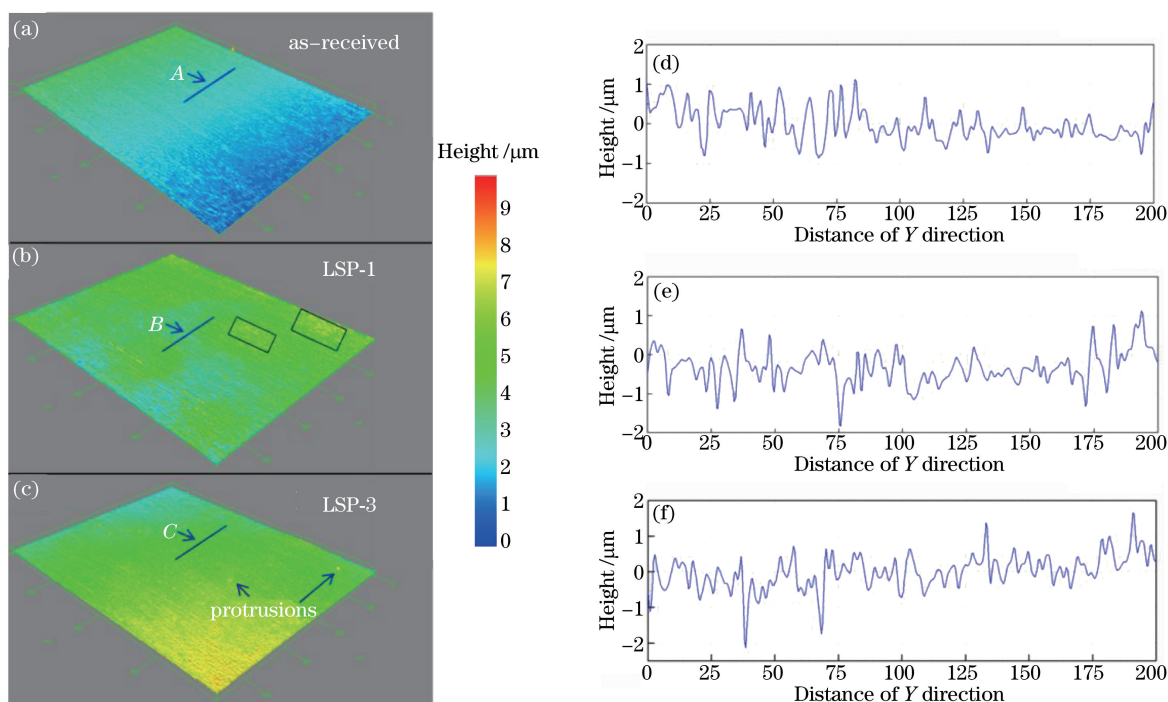 (a)
as-received
A
(b)
LSP-1
B
(c)
LSP-3
C
protrusions
Height /μm
9
8
7
6
5
4
3
2
1
0
(d)
Height /μm
2
1
0
−1
−2
0 25 50 75 100 125 150 175 200
Distance of Y direction
(e)
Height /μm
2
1
0
−1
−2
0 25 50 75 100 125 150 175 200
Distance of Y direction
(f)
Height /μm
2
1
0
−1
−2
0 25 50 75 100 125 150 175 200
Distance of Y direction